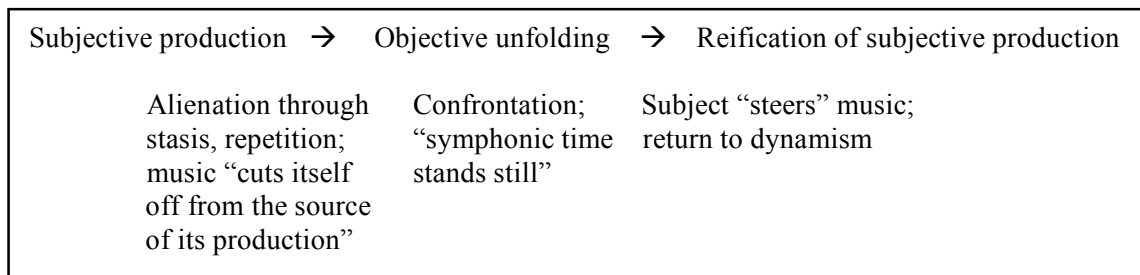 Subjective production → Objective unfolding → Reification of subjective production
Alienation through
stasis, repetition;
music “cuts itself
off from the source
of its production”
Confrontation;
“symphonic time
stands still”
Subject “steers” music;
return to dynamism